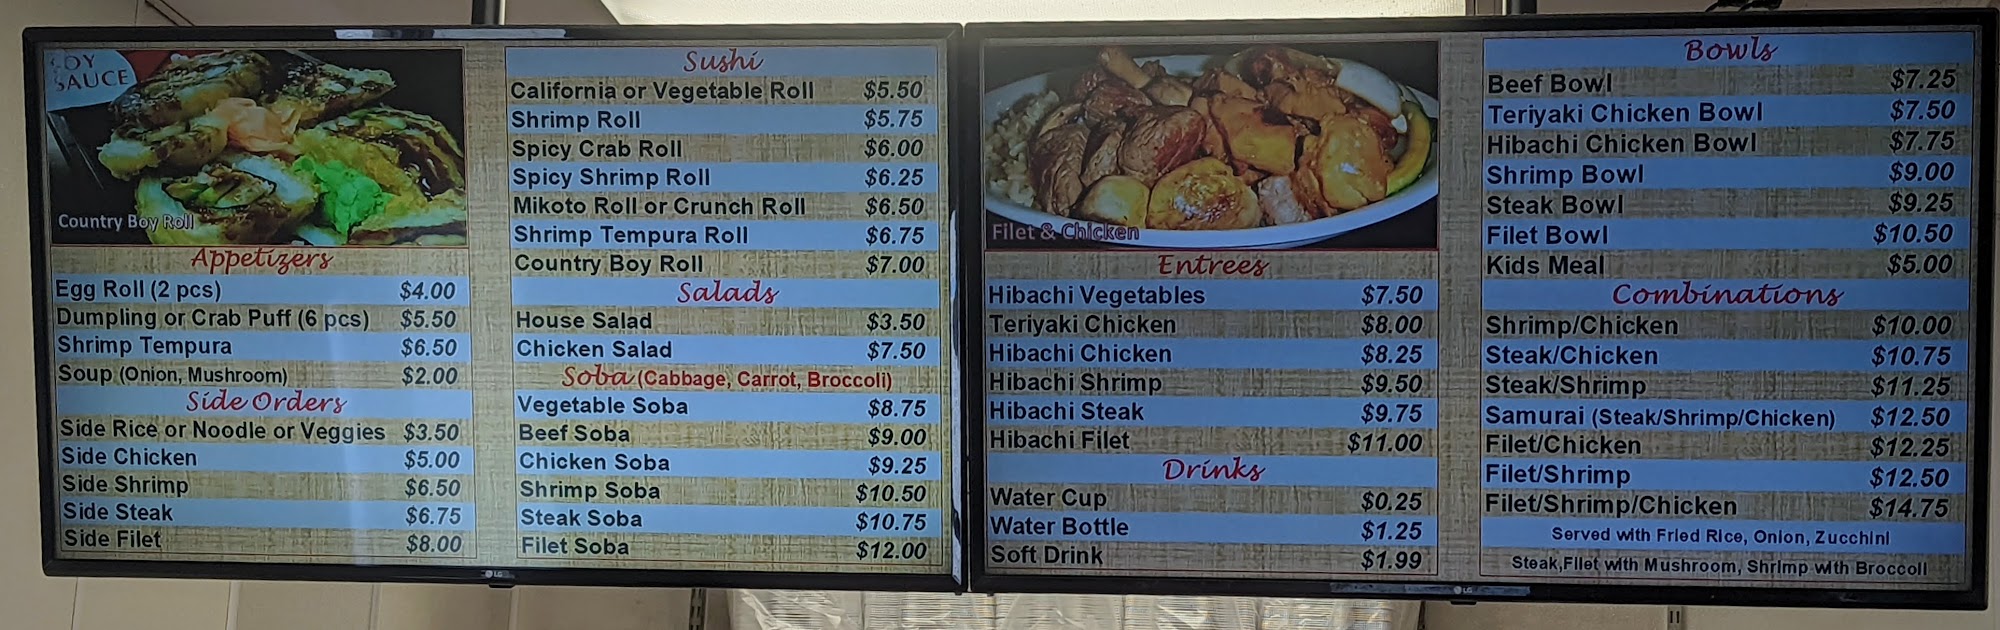 SOY
SAUCE
Country Boy Roll
Appetizers
Egg Roll (2 pcs) $4.00
Dumpling or Crab Puff (6 pcs) $5.50
Shrimp Tempura $6.50
Soup (Onion, Mushroom) $2.00
Side Orders
Side Rice or Noodle or Veggies $3.50
Side Chicken $5.00
Side Shrimp $6.50
Side Steak $6.75
Side Filet $8.00
Sushi
California or Vegetable Roll $5.50
Shrimp Roll $5.75
Spicy Crab Roll $6.00
Spicy Shrimp Roll $6.25
Mikoto Roll or Crunch Roll $6.50
Shrimp Tempura Roll $6.75
Country Boy Roll $7.00
Salads
House Salad $3.50
Chicken Salad $7.50
Soba (Cabbage, Carrot, Broccoli)
Vegetable Soba $8.75
Beef Soba $9.00
Chicken Soba $9.25
Shrimp Soba $10.50
Steak Soba $10.75
Filet Soba $12.00
LG
Filet & Chicken
Entrees
Hibachi Vegetables $7.50
Teriyaki Chicken $8.00
Hibachi Chicken $8.25
Hibachi Shrimp $9.50
Hibachi Steak $9.75
Hibachi Filet $11.00
Drinks
Water Cup $0.25
Water Bottle $1.25
Soft Drink $1.99
Bowls
Beef Bowl $7.25
Teriyaki Chicken Bowl $7.50
Hibachi Chicken Bowl $7.75
Shrimp Bowl $9.00
Steak Bowl $9.25
Filet Bowl $10.50
Kids Meal $5.00
Combinations
Shrimp/Chicken $10.00
Steak/Chicken $10.75
Steak/Shrimp $11.25
Samurai (Steak/Shrimp/Chicken) $12.50
Filet/Chicken $12.25
Filet/Shrimp $12.50
Filet/Shrimp/Chicken $14.75
Served with Fried Rice, Onion, Zucchini
Steak,Filet with Mushroom, Shrimp with Broccoli
LG